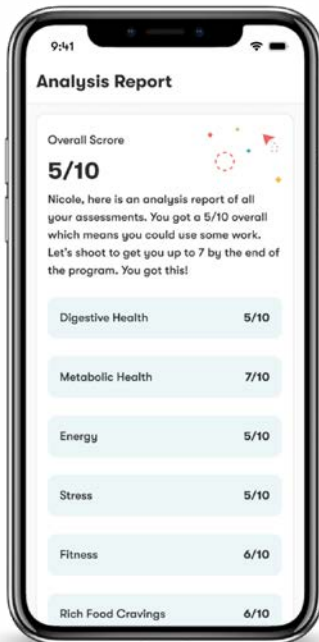 9:41
Analysis Report
Overall Scrore
5/10
Nicole, here is an analysis report of all
your assessments. You got a 5/10 overall
which means you could use some work.
Let's shoot to get you up to 7 by the end of
the program. You got this!
Digestive Health 5/10
Metabolic Health 7/10
Energy 5/10
Stress 5/10
Fitness 6/10
Rich Food Cravings 6/10